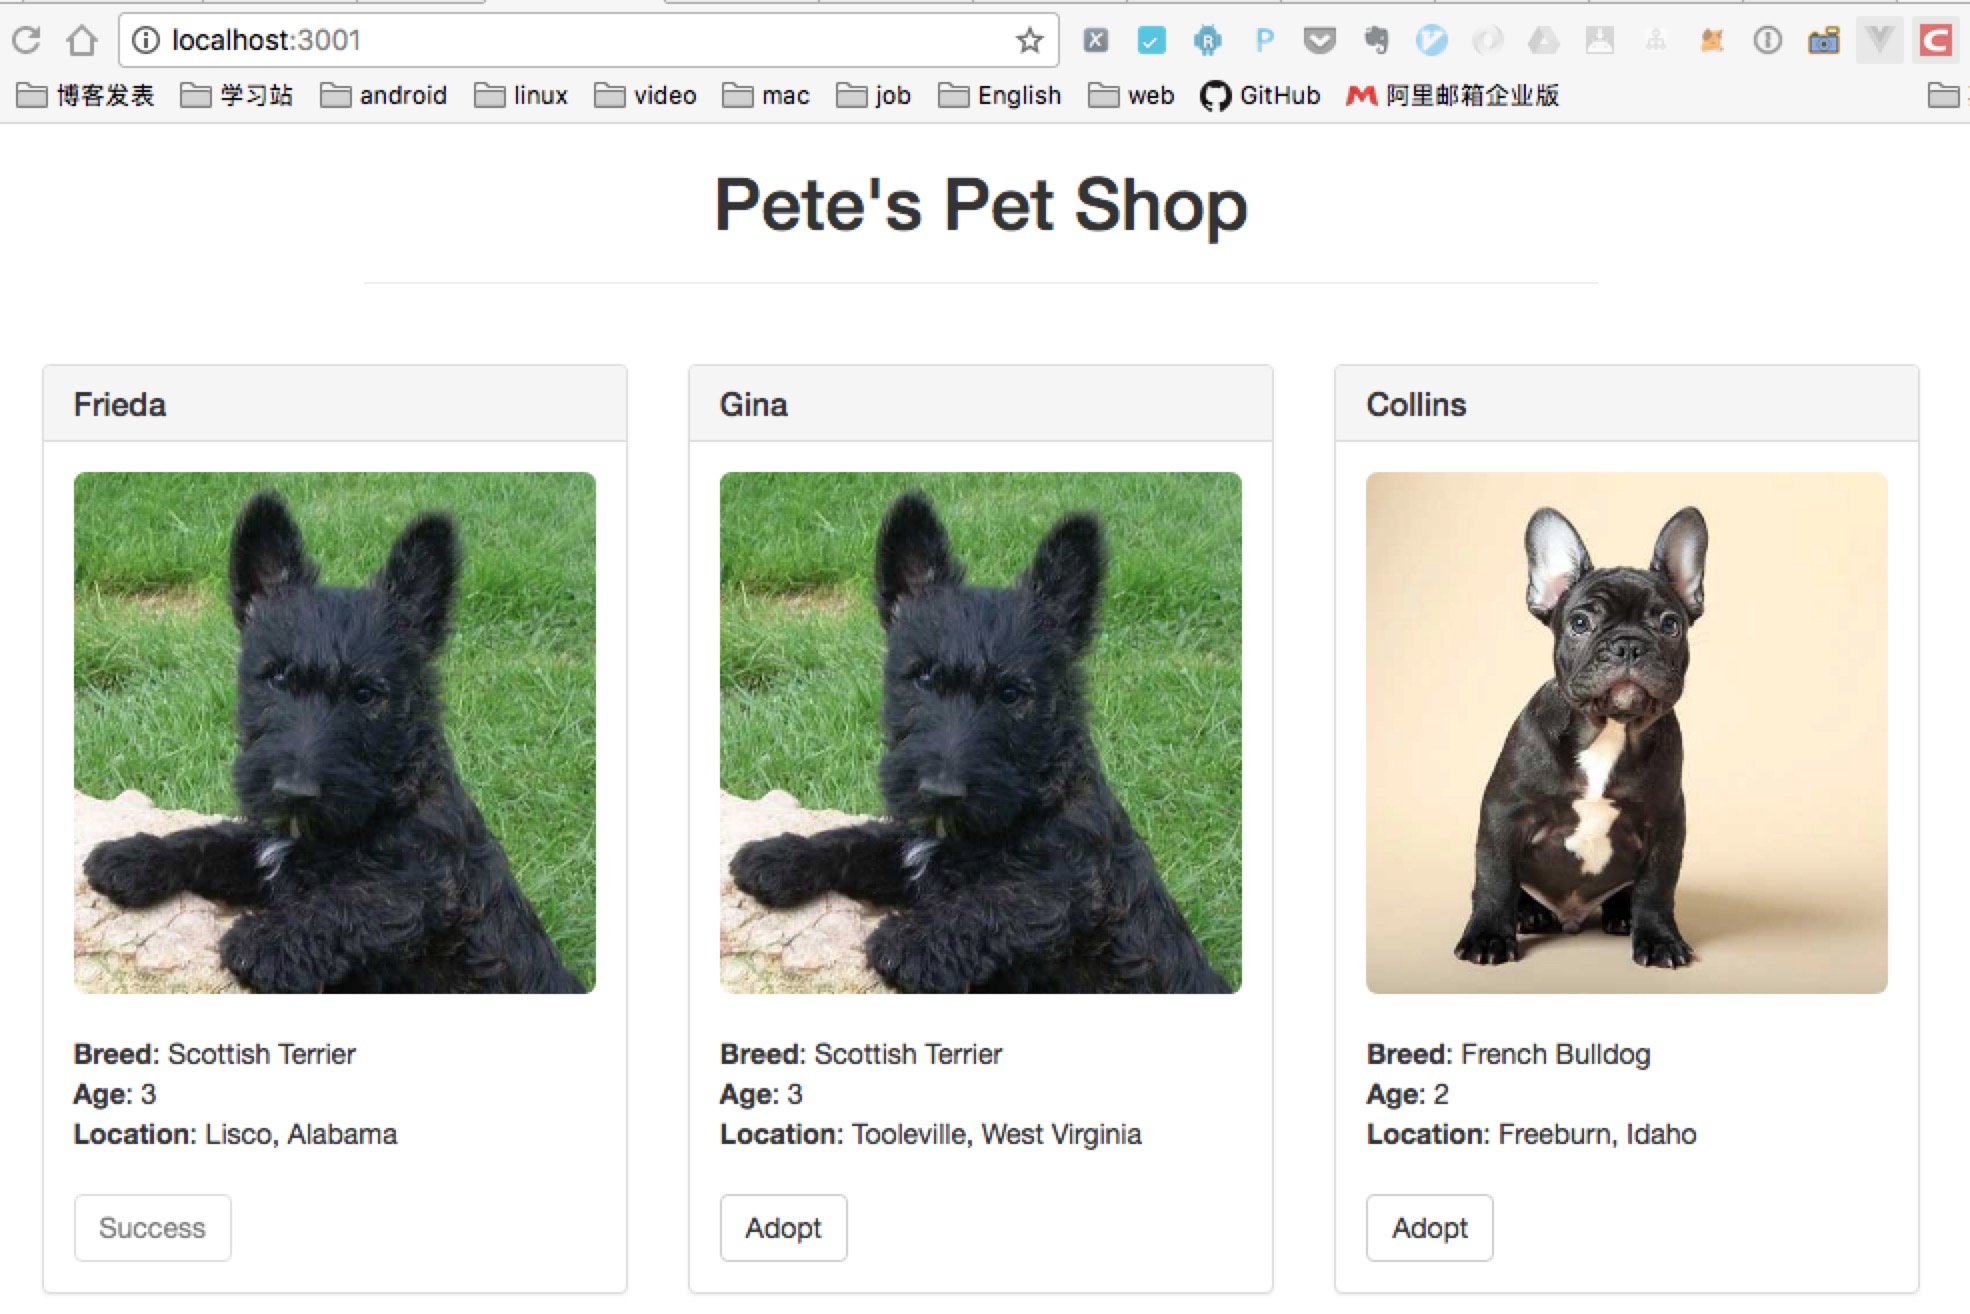 localhost:3001
博客发表 学习站 android linux video mac job English web GitHub 阿里邮箱企业版
Pete's Pet Shop
Frieda
Breed: Scottish Terrier
Age: 3
Location: Lisco, Alabama
Success
Gina
Breed: Scottish Terrier
Age: 3
Location: Tooleville, West Virginia
Adopt
Collins
Breed: French Bulldog
Age: 2
Location: Freeburn, Idaho
Adopt